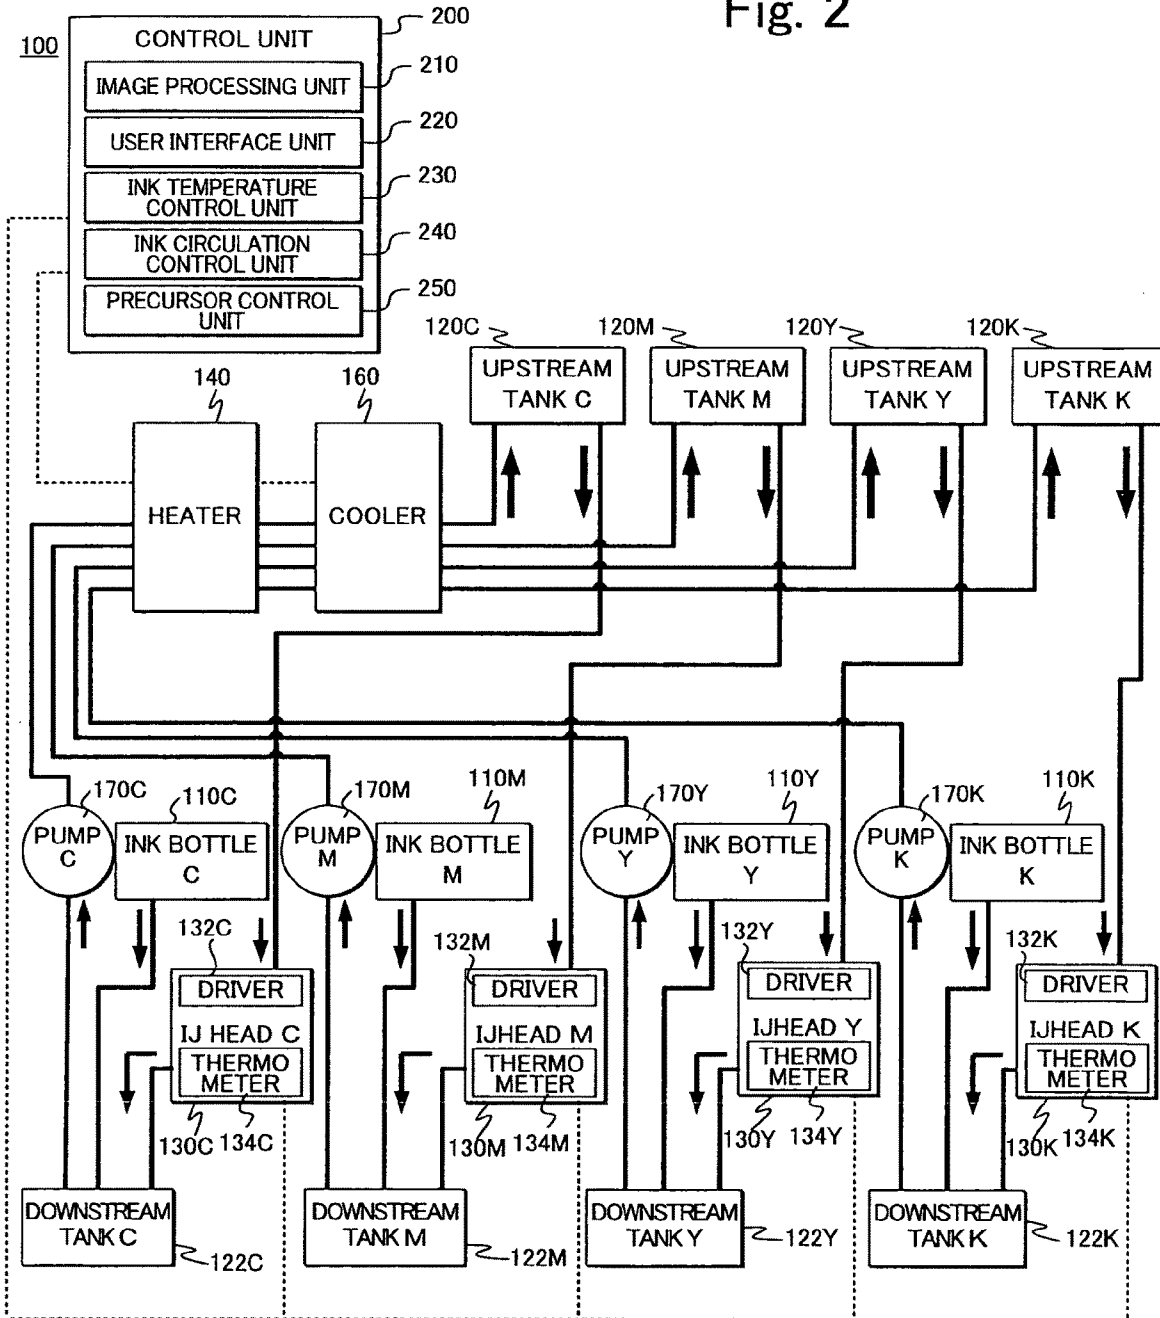 Fig. 2
100
200
CONTROL UNIT
210
IMAGE PROCESSING UNIT
220
USER INTERFACE UNIT
230
INK TEMPERATURE
CONTROL UNIT
240
INK CIRCULATION
CONTROL UNIT
250
PRECURSOR CONTROL
UNIT
120C
120M
120Y
120K
UPSTREAM
TANK C
UPSTREAM
TANK M
UPSTREAM
TANK Y
UPSTREAM
TANK K
140
160
HEATER
COOLER
170C
110C
170M
110M
170Y
110Y
170K
110K
PUMP
C
INK BOTTLE
C
PUMP
M
INK BOTTLE
M
PUMP
Y
INK BOTTLE
Y
PUMP
K
INK BOTTLE
K
132C
132M
132Y
132K
DRIVER
IJ HEAD C
THERMO
METER
DRIVER
IJHEAD M
THERMO
METER
DRIVER
IJHEAD Y
THERMO
METER
DRIVER
IJHEAD K
THERMO
METER
130C
134C
130M
134M
130Y
134Y
130K
134K
DOWNSTREAM
TANK C
DOWNSTREAM
TANK M
DOWNSTREAM
TANK Y
DOWNSTREAM
TANK K
122C
122M
122Y
122K